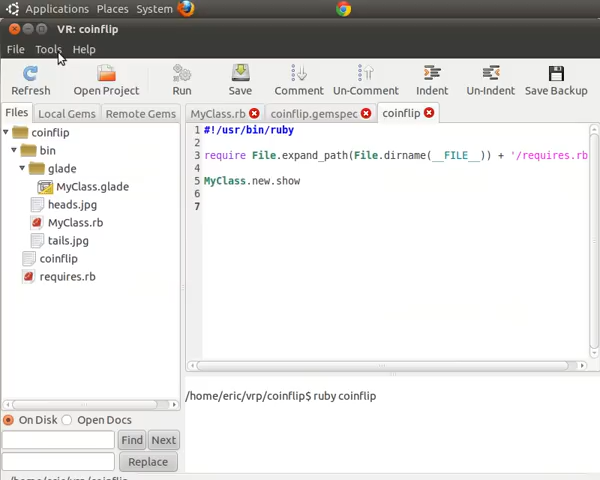 Applications Places System
VR: coinflip
File Tools Help
Refresh Open Project Run Save Comment Un-Comment Indent Un-Indent Save Backup
Files Local Gems Remote Gems
MyClass.rb coinflip.gemspec coinflip
coinflip
bin
glade
MyClass.glade
heads.jpg
MyClass.rb
tails.jpg
coinflip
requires.rb
1 #!/usr/bin/ruby
2
3 require File.expand_path(File.dirname(__FILE__)) + '/requires.rb
4
5 MyClass.new.show
6
7
/home/eric/vrp/coinflip$ ruby coinflip
On Disk Open Docs
Find Next
Replace
/home/eric/vrp/coinflip